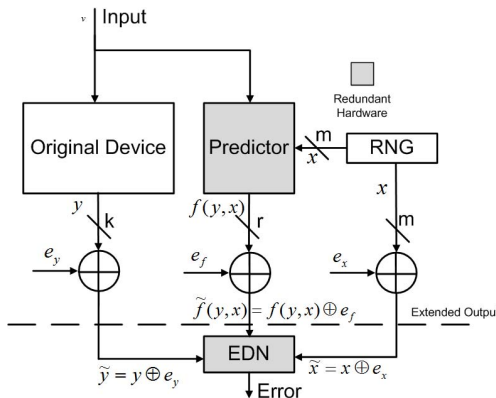 v Input
Redundant
Hardware
Original Device
Predictor
m
x
RNG
y
k
f(y,x)
r
x
m
e_y
e_f
e_x
f̃(y,x) = f(y,x)⊕e_f
Extended Outpu
EDN
ỹ = y⊕e_y
x̃ = x⊕e_x
Error